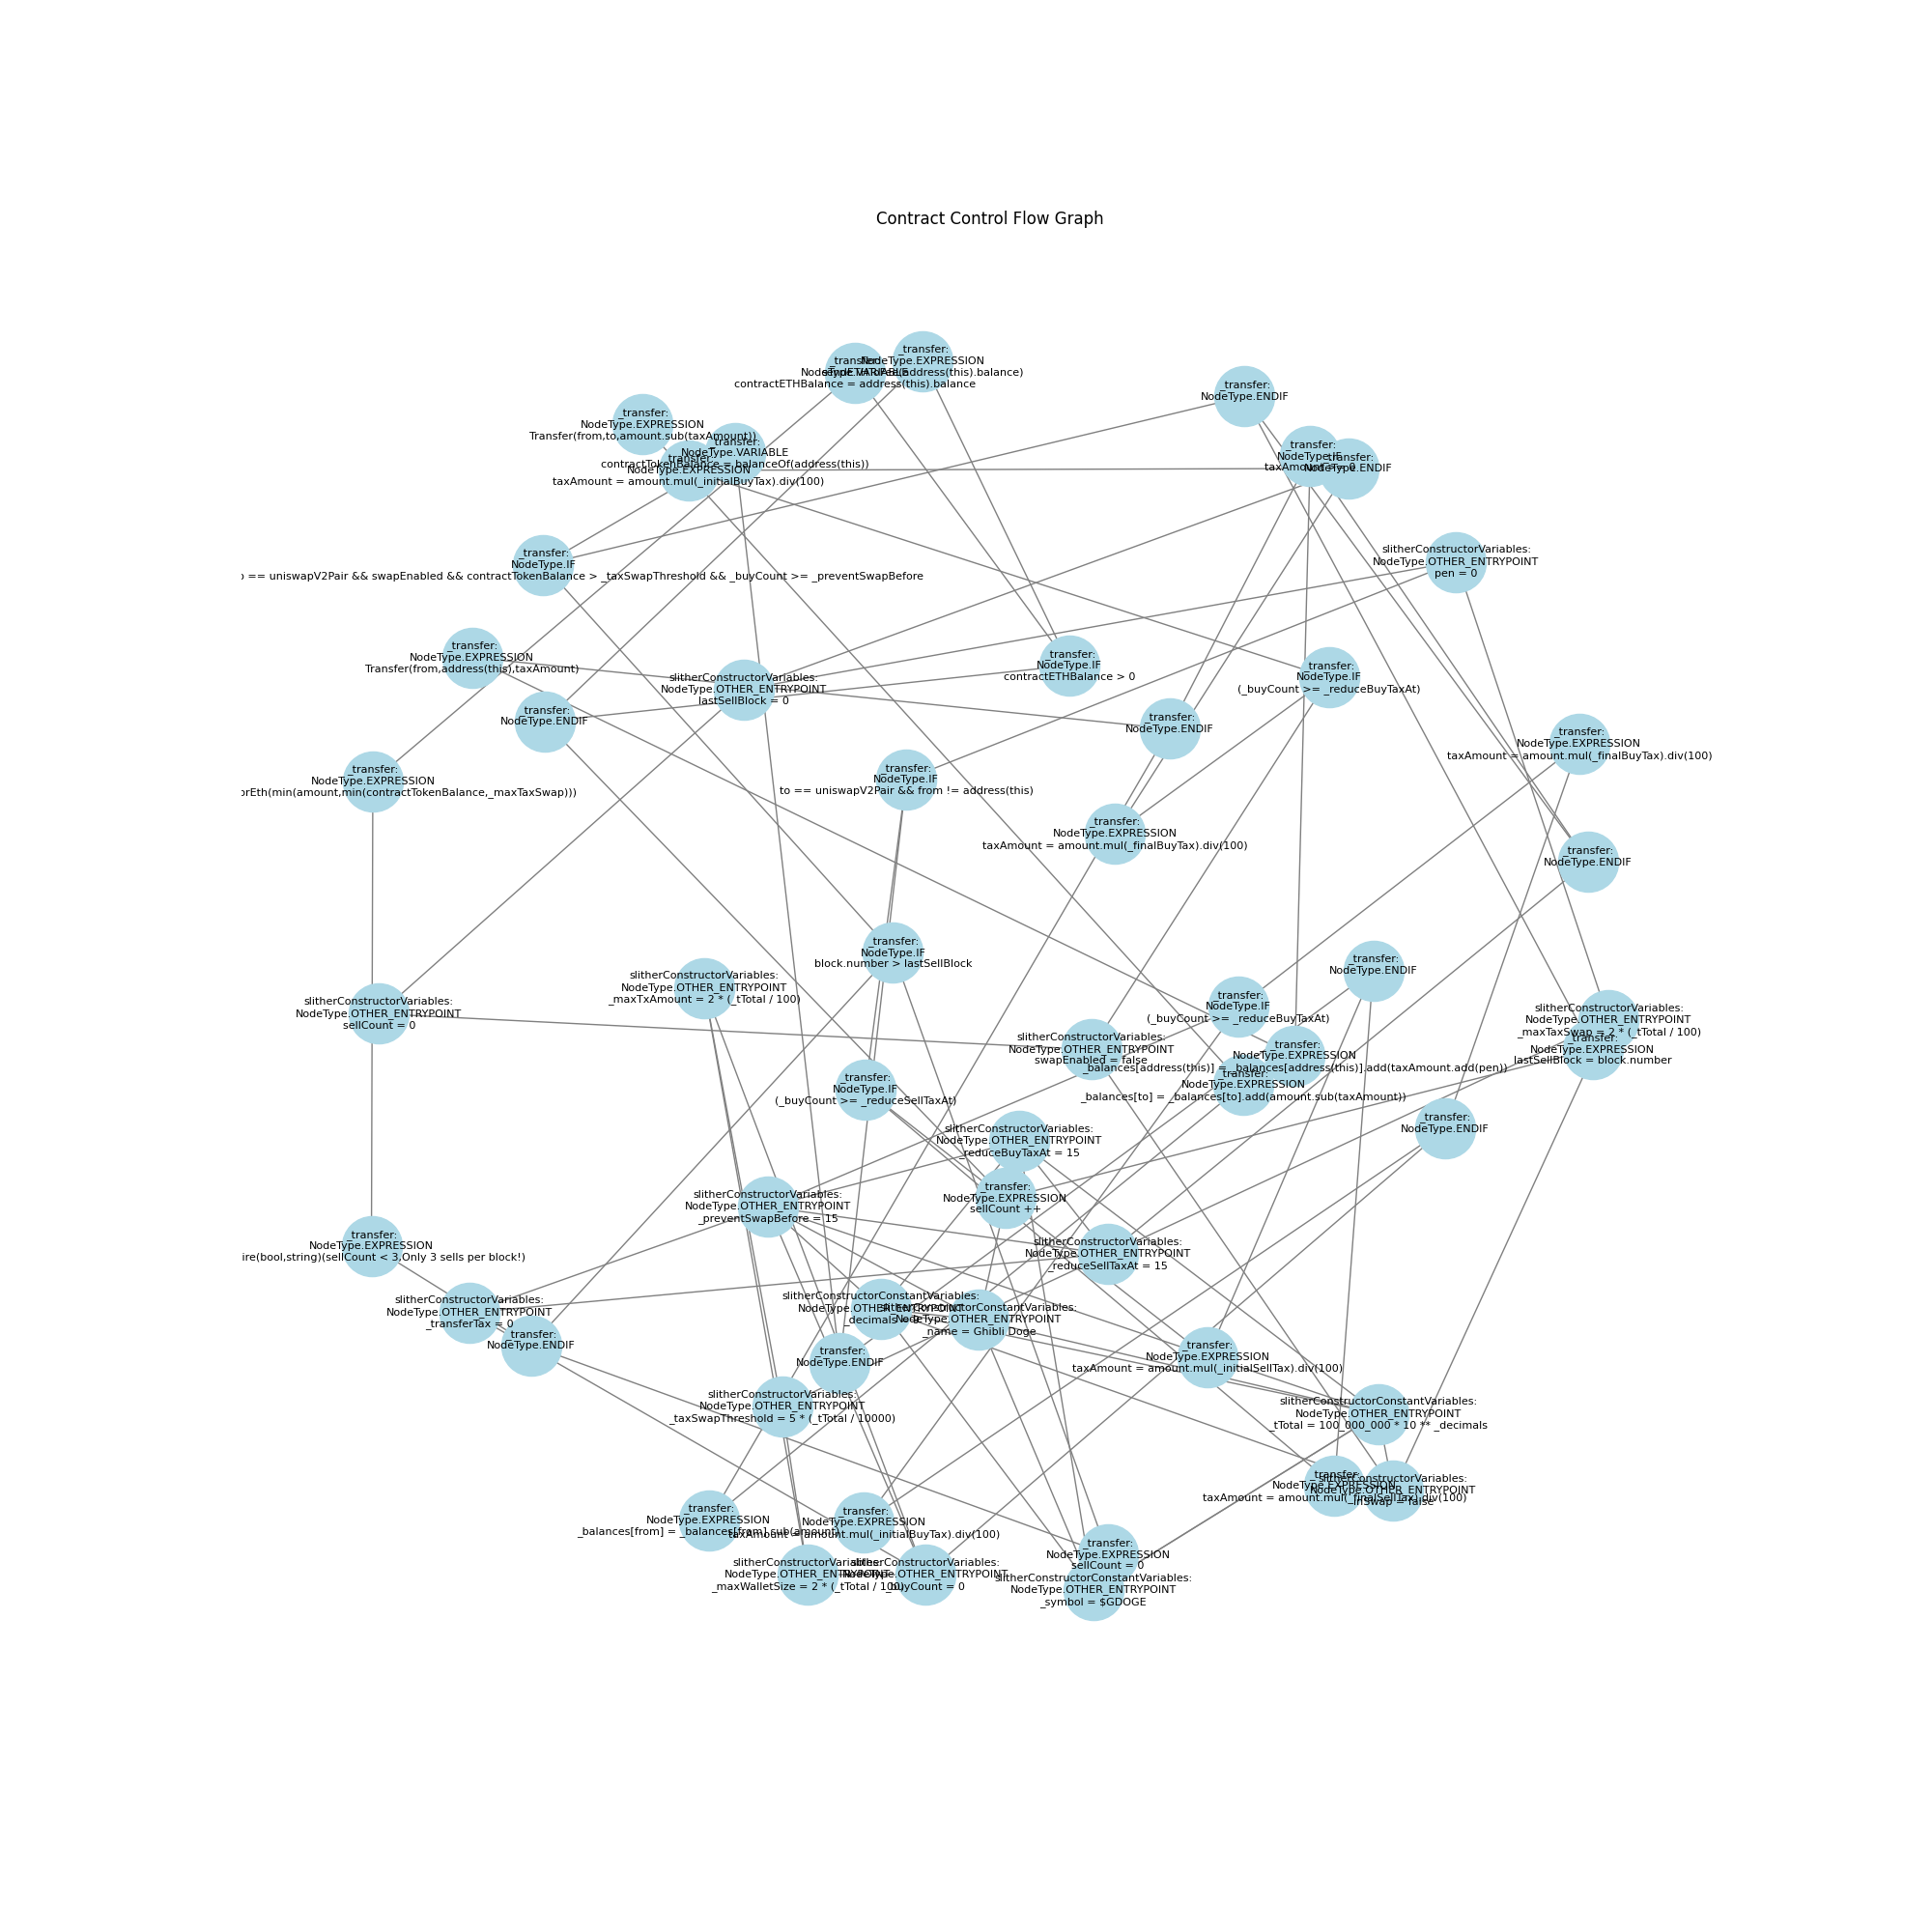 Contract Control Flow Graph
_transfer:
NodeType.EXPRESSION
sendETHToFee(address(this).balance)
_transfer:
NodeType.VARIABLE
contractETHBalance = address(this).balance
_transfer:
NodeType.ENDIF
_transfer:
NodeType.EXPRESSION
Transfer(from,to,amount.sub(taxAmount))
_transfer:
NodeType.VARIABLE
contractTokenBalance = balanceOf(address(this))
_transfer:
NodeType.EXPRESSION
taxAmount = amount.mul(_initialBuyTax).div(100)
_transfer:
NodeType.IF
_transfer:
NodeType.ENDIF
slitherConstructorVariables:
NodeType.OTHER_ENTRYPOINT
pen = 0
_transfer:
NodeType.IF
== uniswapV2Pair && swapEnabled && contractTokenBalance > _taxSwapThreshold && _buyCount >= _preventSwapBefore
_transfer:
NodeType.EXPRESSION
Transfer(from,address(this),taxAmount)
_transfer:
NodeType.IF
contractETHBalance > 0
slitherConstructorVariables:
NodeType.OTHER_ENTRYPOINT
lastSellBlock = 0
_transfer:
NodeType.IF
(_buyCount >= _reduceBuyTaxAt)
_transfer:
NodeType.ENDIF
_transfer:
NodeType.ENDIF
_transfer:
NodeType.EXPRESSION
taxAmount = amount.mul(_finalBuyTax).div(100)
_transfer:
NodeType.EXPRESSION
orEth(min(amount,min(contractTokenBalance,_maxTaxSwap)))
_transfer:
NodeType.IF
to == uniswapV2Pair && from != address(this)
_transfer:
NodeType.EXPRESSION
taxAmount = amount.mul(_finalBuyTax).div(100)
_transfer:
NodeType.ENDIF
_transfer:
NodeType.IF
block.number > lastSellBlock
_transfer:
NodeType.ENDIF
slitherConstructorVariables:
NodeType.OTHER_ENTRYPOINT
_maxTxAmount = 2 * (_tTotal / 100)
slitherConstructorVariables:
NodeType.OTHER_ENTRYPOINT
sellCount = 0
_transfer:
NodeType.IF
(_buyCount >= _reduceBuyTaxAt)
slitherConstructorVariables:
NodeType.OTHER_ENTRYPOINT
_maxTaxSwap = 2 * (_tTotal / 100)
_transfer:
NodeType.EXPRESSION
lastSellBlock = block.number
slitherConstructorVariables:
NodeType.OTHER_ENTRYPOINT
swapEnabled = false
_transfer:
NodeType.EXPRESSION
_balances[address(this)] = _balances[address(this)].add(taxAmount.add(pen))
_transfer:
NodeType.EXPRESSION
_balances[to] = _balances[to].add(amount.sub(taxAmount))
_transfer:
NodeType.IF
(_buyCount >= _reduceSellTaxAt)
_transfer:
NodeType.ENDIF
slitherConstructorVariables:
NodeType.OTHER_ENTRYPOINT
_reduceBuyTaxAt = 15
_transfer:
NodeType.EXPRESSION
sellCount ++
slitherConstructorVariables:
NodeType.OTHER_ENTRYPOINT
_preventSwapBefore = 15
_transfer:
NodeType.EXPRESSION
ire(bool,string)(sellCount < 3,Only 3 sells per block!)
slitherConstructorVariables:
NodeType.OTHER_ENTRYPOINT
_reduceSellTaxAt = 15
slitherConstructorVariables:
NodeType.OTHER_ENTRYPOINT
_transferTax = 0
slitherConstructorConstantVariables:
NodeType.OTHER_ENTRYPOINT
_decimals = 9
slitherConstructorConstantVariables:
NodeType.OTHER_ENTRYPOINT
_name = Ghibli Doge
_transfer:
NodeType.ENDIF
_transfer:
NodeType.ENDIF
_transfer:
NodeType.EXPRESSION
taxAmount = amount.mul(_initialSellTax).div(100)
slitherConstructorVariables:
NodeType.OTHER_ENTRYPOINT
_taxSwapThreshold = 5 * (_tTotal / 10000)
slitherConstructorConstantVariables:
NodeType.OTHER_ENTRYPOINT
_tTotal = 100_000_000 * 10 ** _decimals
_transfer:
NodeType.EXPRESSION
taxAmount = amount.mul(_finalSellTax).div(100)
slitherConstructorVariables:
NodeType.OTHER_ENTRYPOINT
inSwap = false
_transfer:
NodeType.EXPRESSION
_balances[from] = _balances[from].sub(amount)
_transfer:
NodeType.EXPRESSION
taxAmount = amount.mul(_initialBuyTax).div(100)
_transfer:
NodeType.EXPRESSION
sellCount = 0
slitherConstructorVariables:
NodeType.OTHER_ENTRYPOINT
_maxWalletSize = 2 * (_tTotal / 100)
slitherConstructorVariables:
NodeType.OTHER_ENTRYPOINT
_buyCount = 0
slitherConstructorConstantVariables:
NodeType.OTHER_ENTRYPOINT
_symbol = $GDOGE